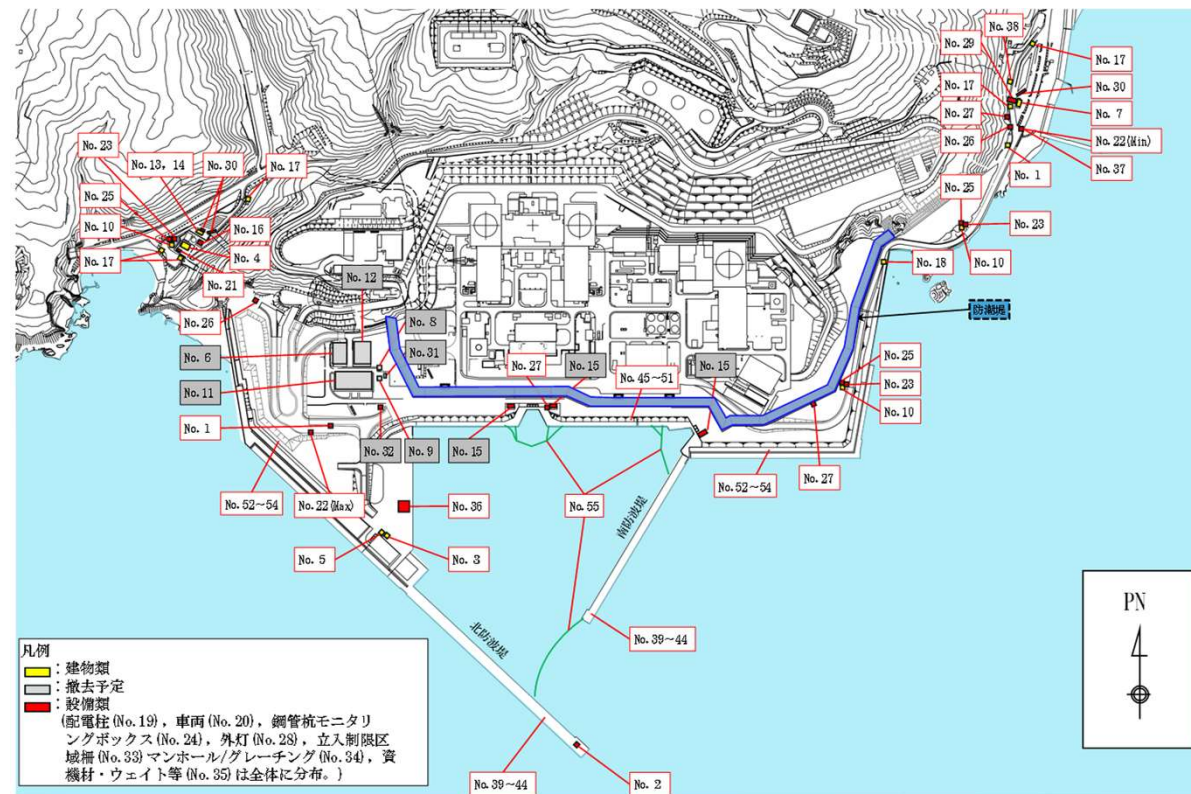 No.38
No.29
No.17
No.17
No.30
No.27
No.7
No.26
No.22(Min)
No.1
No.37
No.23
No.13, 14
No.30
No.17
No.25
No.10
No.16
No.4
No.17
No.21
No.26
No.25
No.23
No.10
No.18
防潮堤
No.12
No.8
No.6
No.31
No.11
No.27
No.15
No.45～51
No.15
No.25
No.23
No.10
No.1
No.32
No.9
No.15
No.52～54
No.22(Max)
No.36
No.55
No.52～54
No.27
南防波堤
No.5
No.3
No.39～44
北防波堤
No.39～44
No.2
PN
凡例
：建物類
：撤去予定
：設備類
(配電柱(No.19)，車両(No.20)，鋼管杭モニタリ
ングボックス(No.24)，外灯(No.28)，立入制限区
域柵(No.33)マンホール/グレーチング(No.34)，資
機材・ウェイト等(No.35)は全体に分布。)